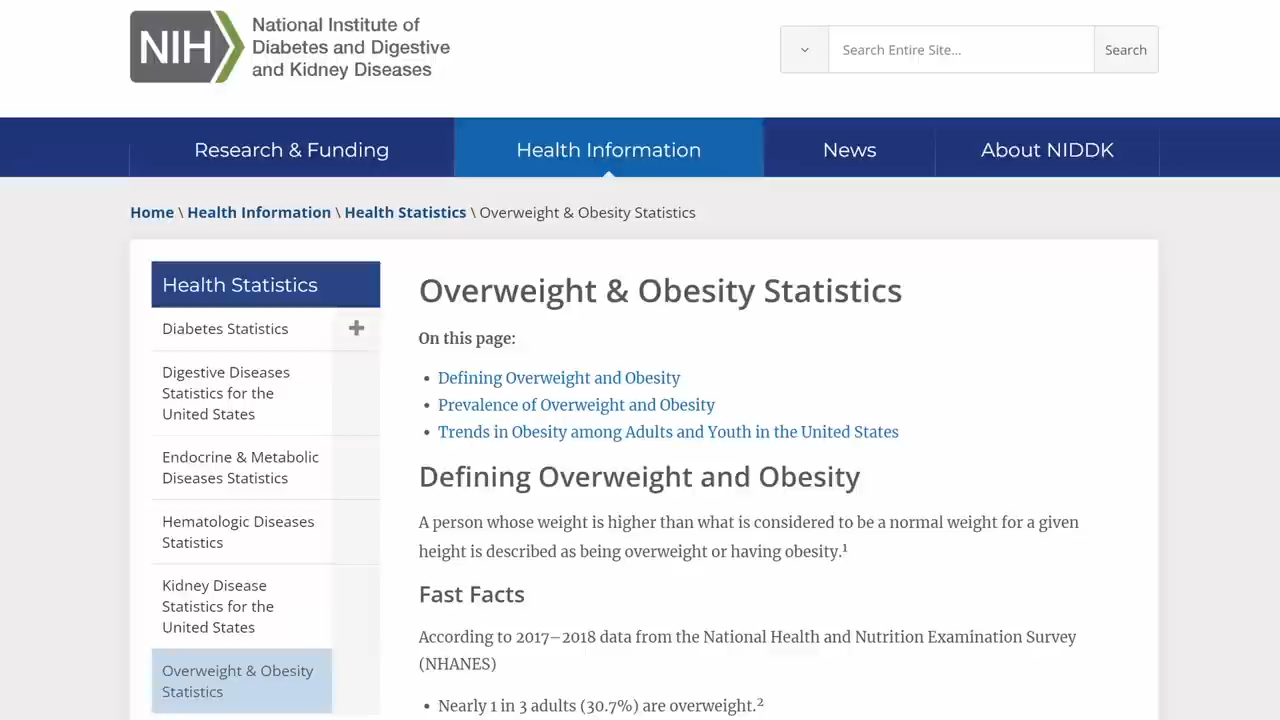 NIH
National Institute of
Diabetes and Digestive
and Kidney Diseases
Search Entire Site...
Search
Research & Funding
Health Information
News
About NIDDK
Home \ Health Information \ Health Statistics \ Overweight & Obesity Statistics
Health Statistics
Diabetes Statistics
Digestive Diseases
Statistics for the
United States
Endocrine & Metabolic
Diseases Statistics
Hematologic Diseases
Statistics
Kidney Disease
Statistics for the
United States
Overweight & Obesity
Statistics
Overweight & Obesity Statistics
On this page:
• Defining Overweight and Obesity
• Prevalence of Overweight and Obesity
• Trends in Obesity among Adults and Youth in the United States
Defining Overweight and Obesity
A person whose weight is higher than what is considered to be a normal weight for a given
height is described as being overweight or having obesity.¹
Fast Facts
According to 2017–2018 data from the National Health and Nutrition Examination Survey
(NHANES)
• Nearly 1 in 3 adults (30.7%) are overweight.²